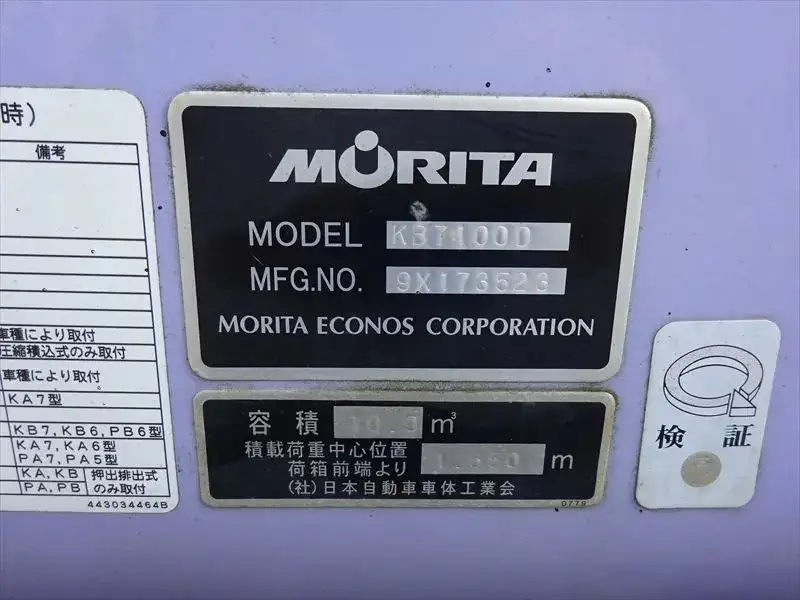 時）
備考
車種により取付
圧縮積込式のみ取付
車種により取付
KA7型
KB7, KB6, PB6型
KA7, KA6型
PA7, PA5型
KA, KB 押出排出式
PA, PB のみ取付
443034464B
MORITA
MODEL KB7100D
MFG.NO. 9X173523
MORITA ECONOS CORPORATION
容積 m³
積載荷重中心位置
荷箱前端より m
(社)日本自動車車体工業会
0779
検証